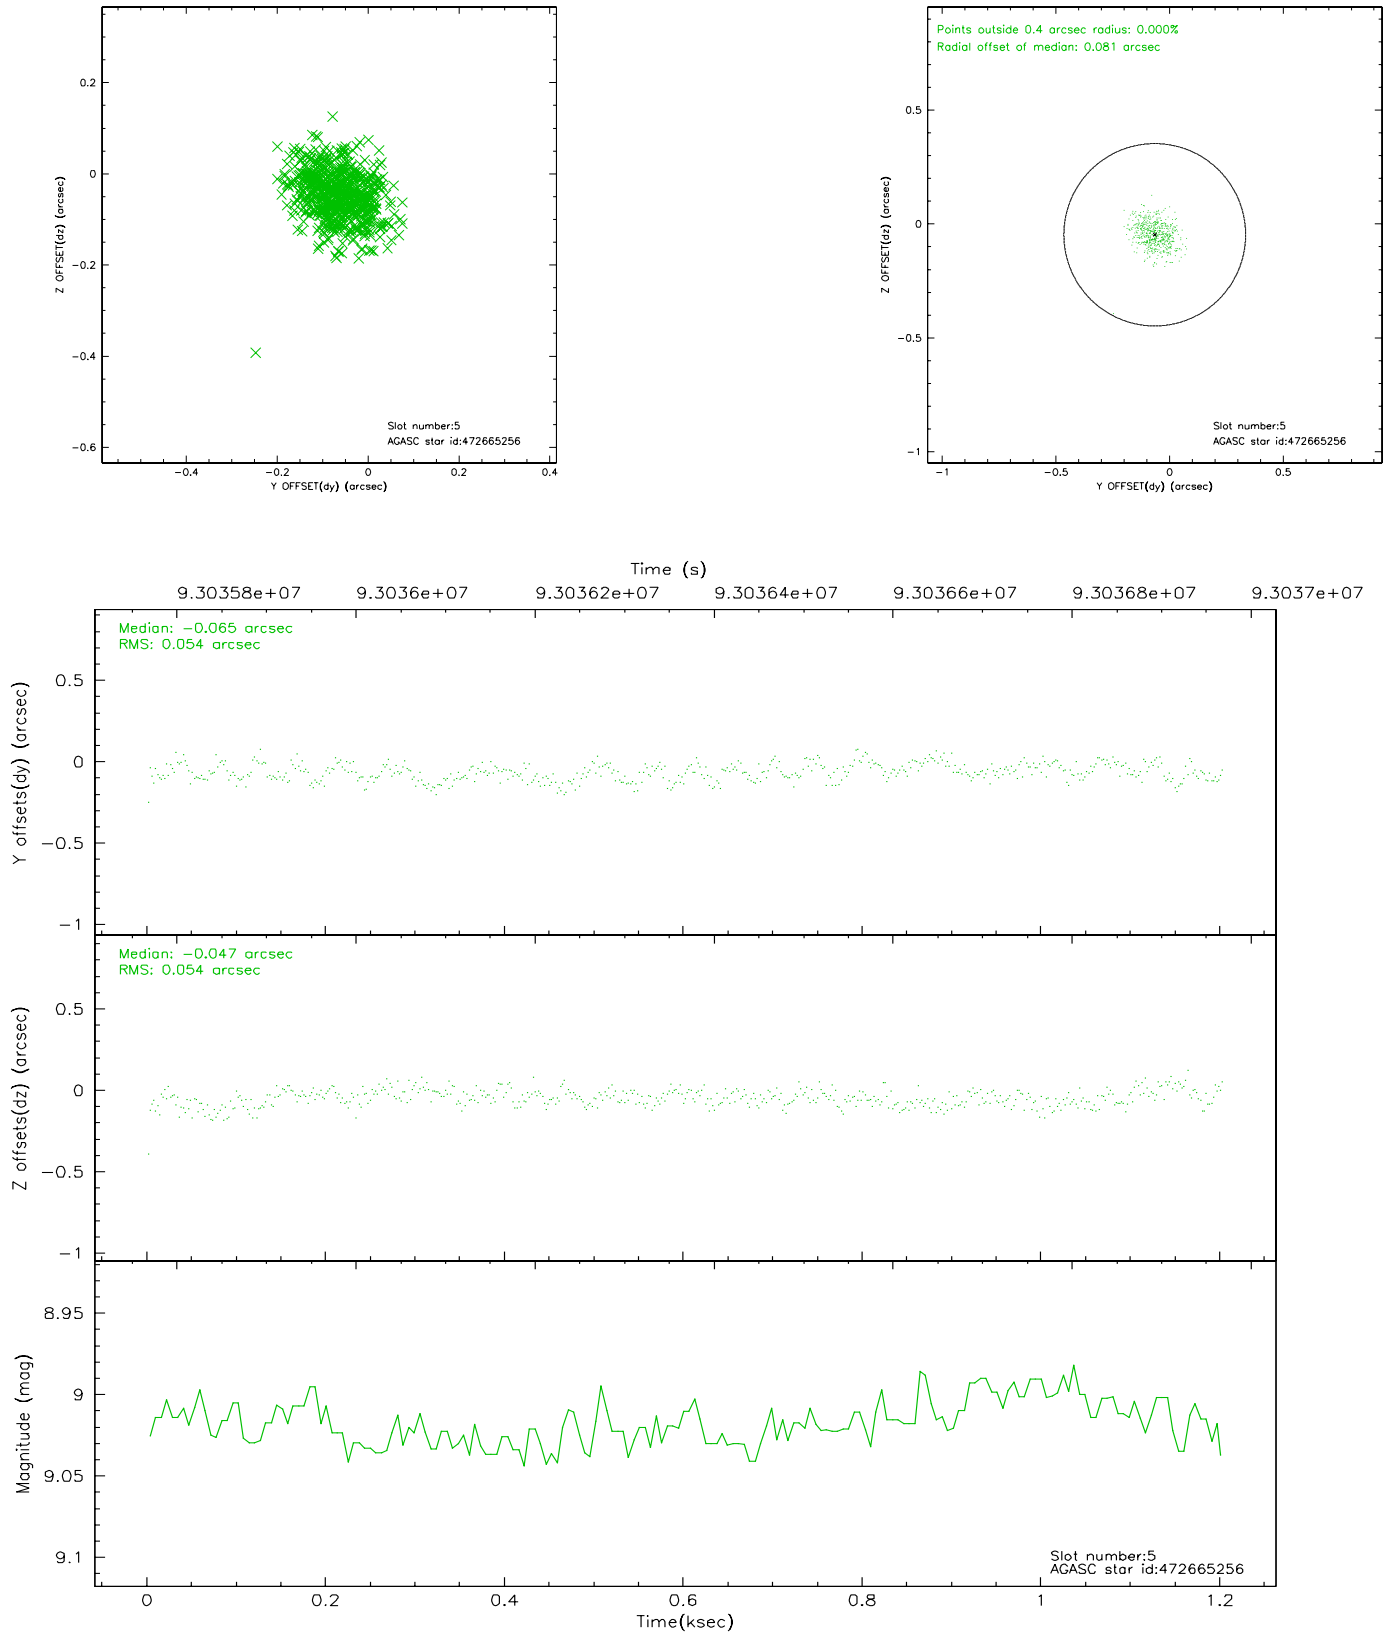 0.2
0
-0.2
-0.4
-0.6
Z OFFSET(dz) (arcsec)
Slot number:5
AGASC star id:472665256
-0.4 -0.2 0 0.2 0.4
Y OFFSET(dy) (arcsec)
Points outside 0.4 arcsec radius: 0.000%
Radial offset of median: 0.081 arcsec
0.5
0
-0.5
-1
Z OFFSET(dz) (arcsec)
Slot number:5
AGASC star id:472665256
-1 -0.5 0 0.5
Y OFFSET(dy) (arcsec)
Time (s)
9.30358e+07 9.3036e+07 9.30362e+07 9.30364e+07 9.30366e+07 9.30368e+07 9.3037e+07
Median: -0.065 arcsec
RMS: 0.054 arcsec
0.5
0
-0.5
-1
Y offsets(dy) (arcsec)
Median: -0.047 arcsec
RMS: 0.054 arcsec
0.5
0
-0.5
-1
Z offsets(dz) (arcsec)
8.95
9
9.05
9.1
Magnitude (mag)
Slot number:5
AGASC star id:472665256
0 0.2 0.4 0.6 0.8 1 1.2
Time(ksec)